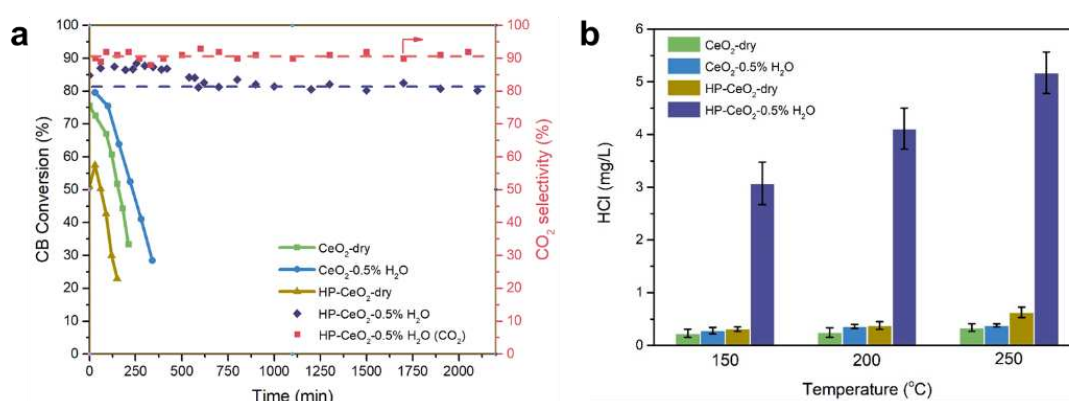 a
100
90
80
70
60
50
40
30
20
10
0
CB Conversion (%)
0 250 500 750 1000 1250 1500 1750 2000
Time (min)
100
90
80
70
60
50
40
30
20
10
0
CO₂ selectivity (%)
CeO₂-dry
CeO₂-0.5% H₂O
HP-CeO₂-dry
HP-CeO₂-0.5% H₂O
HP-CeO₂-0.5% H₂O (CO₂)
b
6
5
4
3
2
1
0
HCl (mg/L)
CeO₂-dry
CeO₂-0.5% H₂O
HP-CeO₂-dry
HP-CeO₂-0.5% H₂O
150 200 250
Temperature (°C)